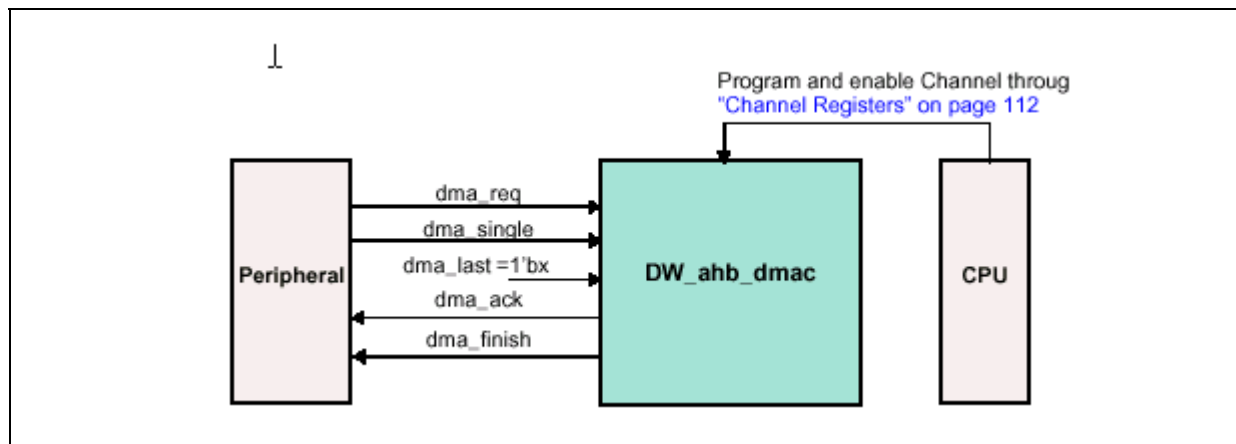 Program and enable Channel throug
"Channel Registers" on page 112
dma_req
dma_single
dma_last =1'bx
dma_ack
dma_finish
Peripheral
DW_ahb_dmac
CPU